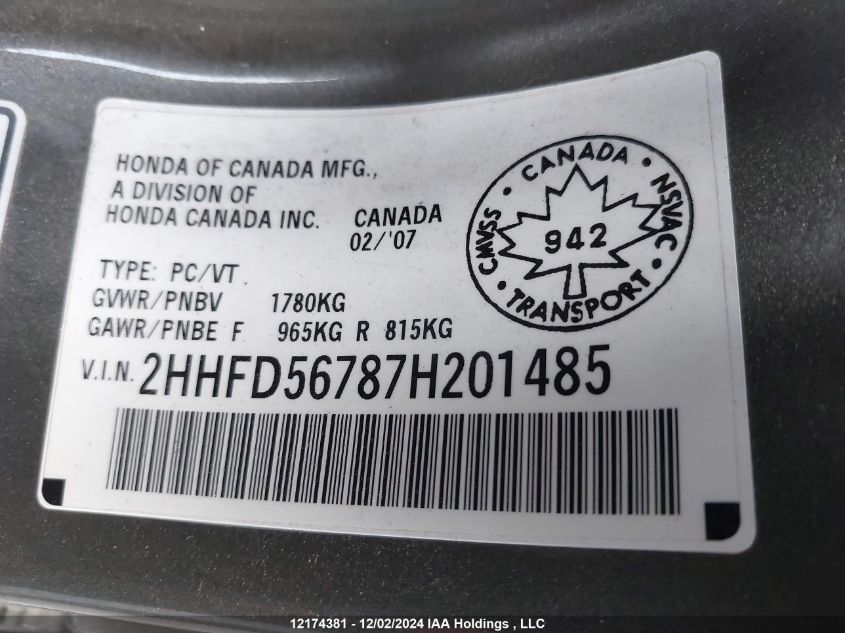 HONDA OF CANADA MFG.,
A DIVISION OF
HONDA CANADA INC. CANADA
02/'07
TYPE: PC/VT
GVWR/PNBV 1780KG
GAWR/PNBE F 965KG R 815KG
V.I.N. 2HHFD56787H201485
• CANADA •
CMVSS
NSVAC
942
• TRANSPORT •
12174381 - 12/02/2024 IAA Holdings , LLC